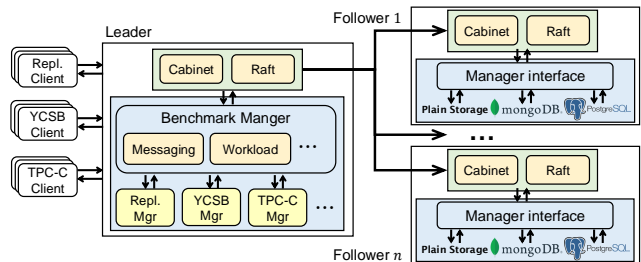 Leader
Repl.
Client
YCSB
Client
TPC-C
Client
Cabinet
Raft
Benchmark Manger
Messaging
Workload
...
Repl.
Mgr
YCSB
Mgr
TPC-C
Mgr
...
Follower 1
Cabinet
Raft
Manager interface
Plain Storage mongoDB. PostgreSQL
...
Cabinet
Raft
Manager interface
Plain Storage mongoDB. PostgreSQL
Follower n